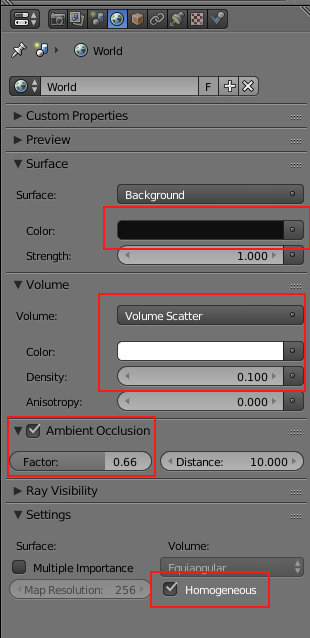 World
World F
Custom Properties
Preview
Surface
Surface: Background
Color:
Strength: 1.000
Volume
Volume: Volume Scatter
Color:
Density: 0.100
Anisotropy: 0.000
Ambient Occlusion
Factor: 0.66 Distance: 10.000
Ray Visibility
Settings
Surface: Volume:
Multiple Importance Equiangular
Map Resolution: 256 Homogeneous